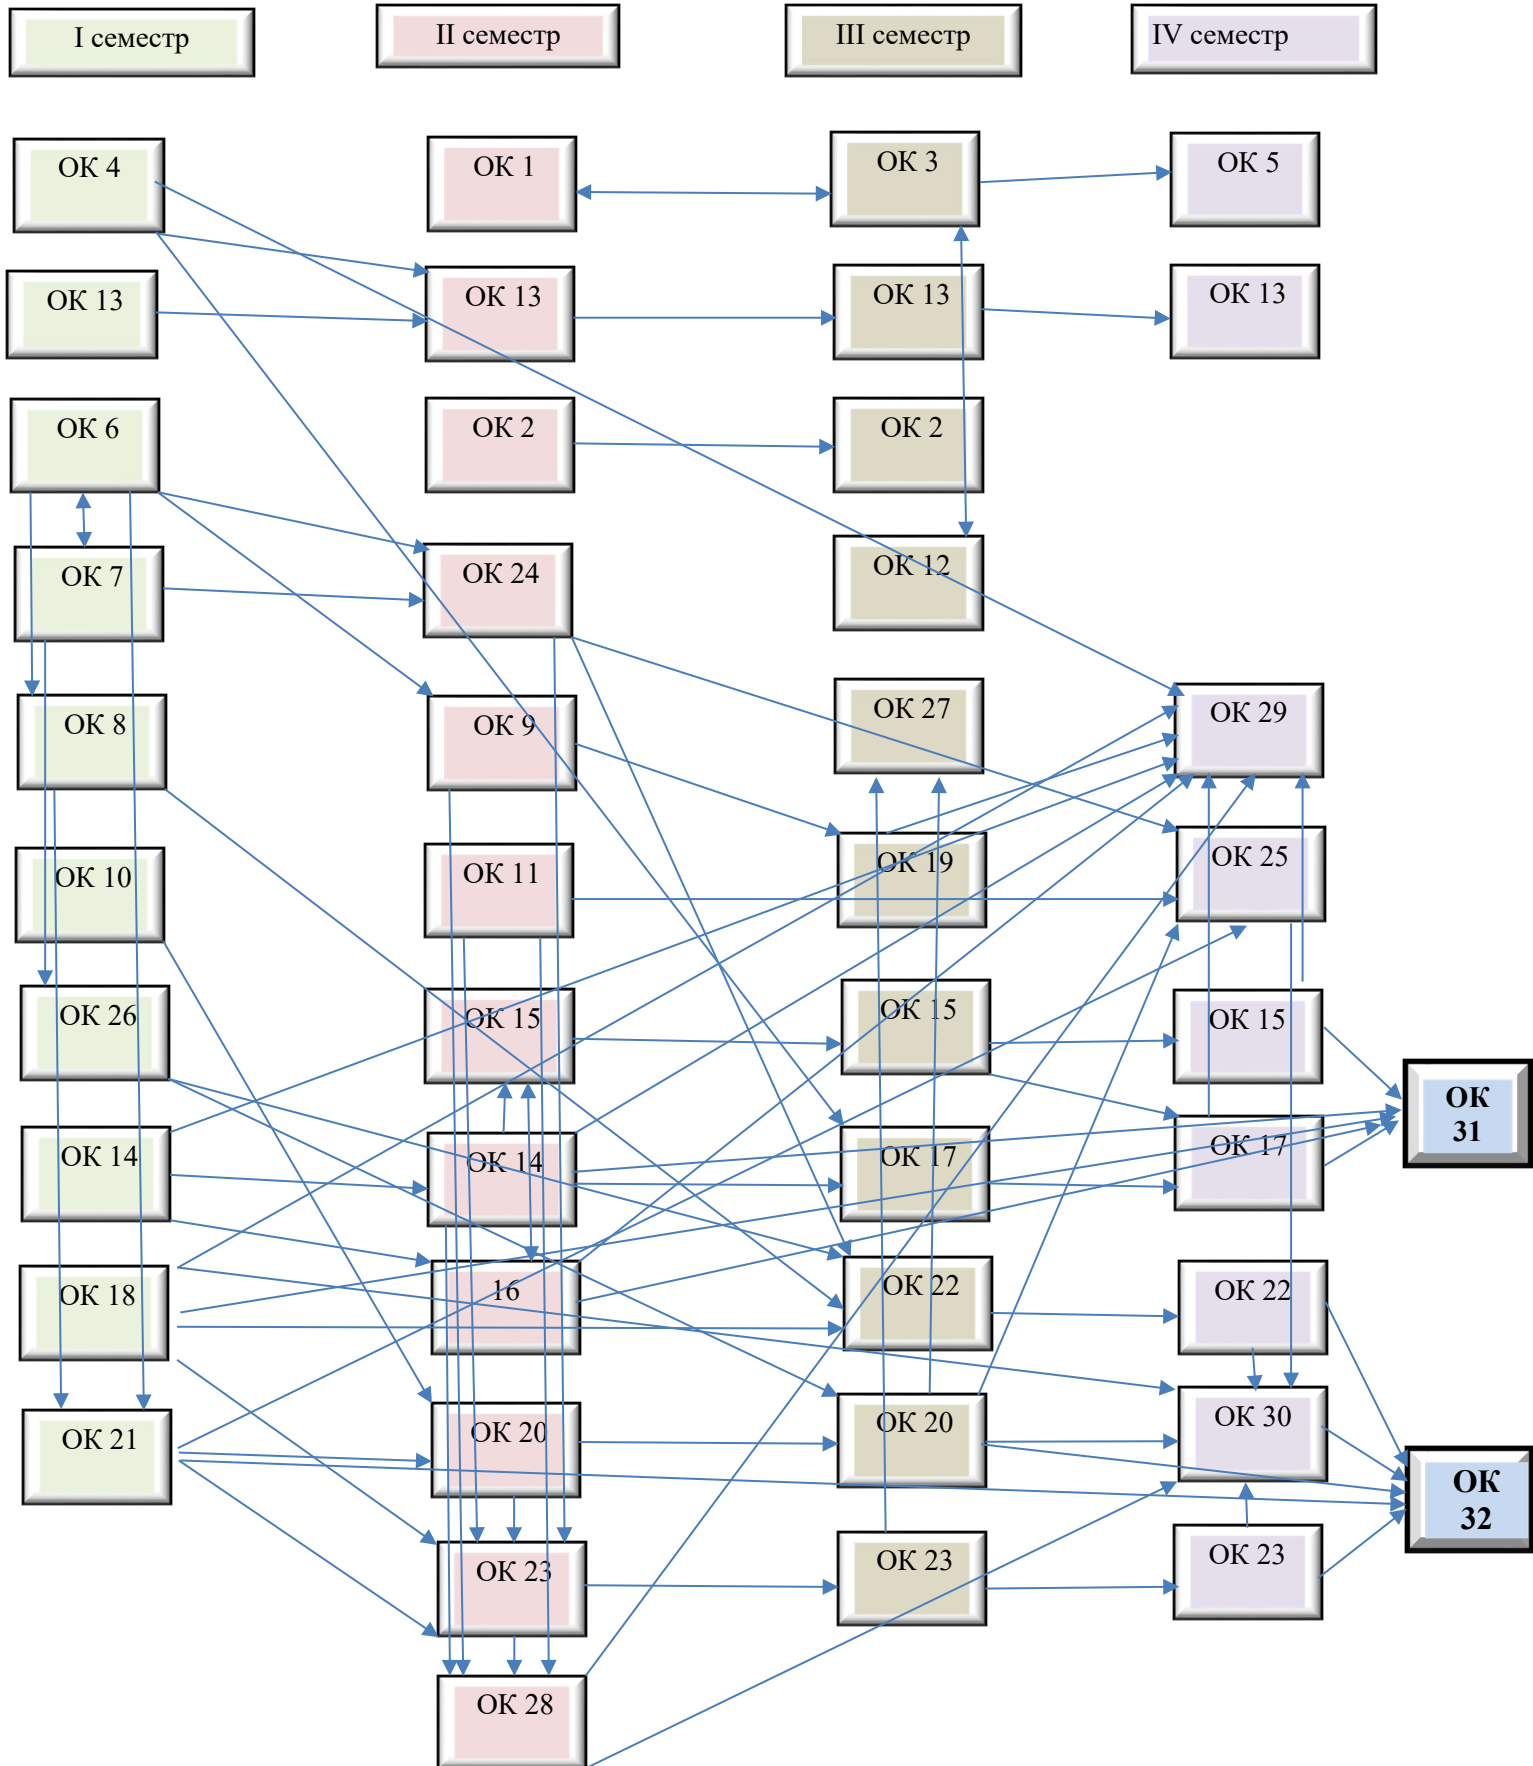 I семестр
II семестр
III семестр
IV семестр
ОК 4
ОК 1
ОК 3
ОК 5
ОК 13
ОК 13
ОК 13
ОК 13
ОК 6
ОК 2
ОК 2
ОК 7
ОК 24
ОК 12
ОК 8
ОК 9
ОК 27
ОК 29
ОК 10
ОК 11
ОК 19
ОК 25
ОК 26
ОК 15
ОК 15
ОК 15
ОК 14
ОК 14
ОК 17
ОК 17
ОК
31
ОК 18
16
ОК 22
ОК 22
ОК 21
ОК 20
ОК 20
ОК 30
ОК
32
ОК 23
ОК 23
ОК 23
ОК 28